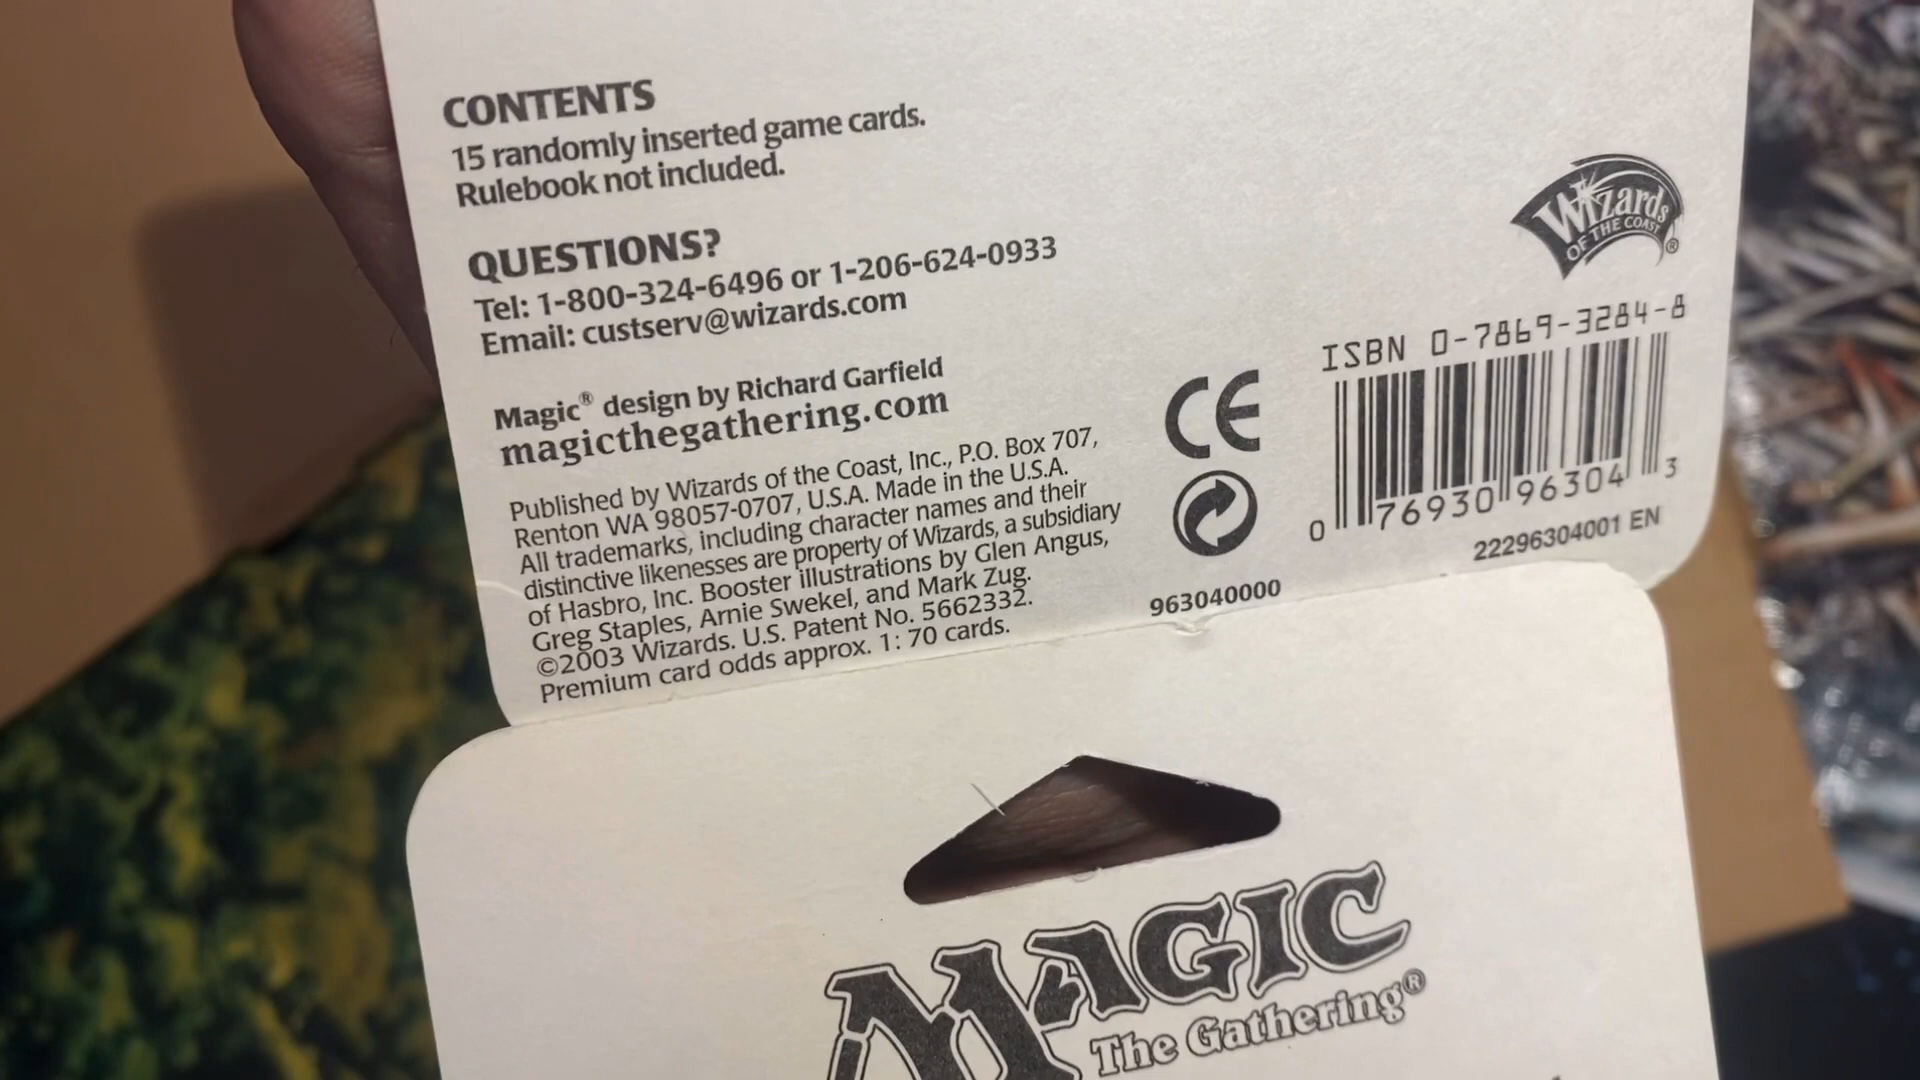 CONTENTS
15 randomly inserted game cards.
Rulebook not included.
QUESTIONS?
Tel: 1-800-324-6496 or 1-206-624-0933
Email: custserv@wizards.com
Magic® design by Richard Garfield
magicthegathering.com
Published by Wizards of the Coast, Inc., P.O. Box 707,
Renton WA 98057-0707, U.S.A. Made in the U.S.A.
All trademarks, including character names and their
distinctive likenesses are property of Wizards, a subsidiary
of Hasbro, Inc. Booster illustrations by Glen Angus,
Greg Staples, Arnie Swekel, and Mark Zug.
©2003 Wizards. U.S. Patent No. 5662332.
Premium card odds approx. 1: 70 cards.
Wizards
OF THE COAST®
ISBN 0-7869-3284-8
CE
0 76930 96304 3
22296304001 EN
963040000
MAGIC
The Gathering®